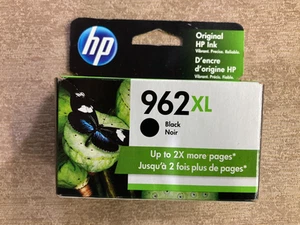 hp
Original
HP Ink
Vibrant. Precise. Reliable.
D'encre
d'origine HP
962XL
Black
Noir
Up to 2X more pages*
Jusqu'à 2 fois plus de pages*